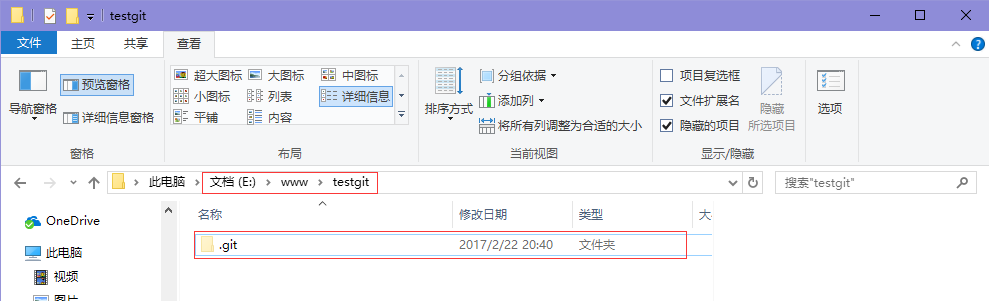 testgit
文件 主页 共享 查看
导航窗格 预览窗格 详细信息窗格
窗格
超大图标 大图标 中图标
小图标 列表 详细信息
平铺 内容
布局
排序方式 分组依据
添加列
将所有列调整为合适的大小
当前视图
项目复选框
文件扩展名
隐藏的项目
隐藏
所选项目
显示/隐藏
选项
此电脑 文档 (E:) www testgit 搜索"testgit"
名称 修改日期 类型 大
OneDrive
.git 2017/2/22 20:40 文件夹
此电脑
视频
图片